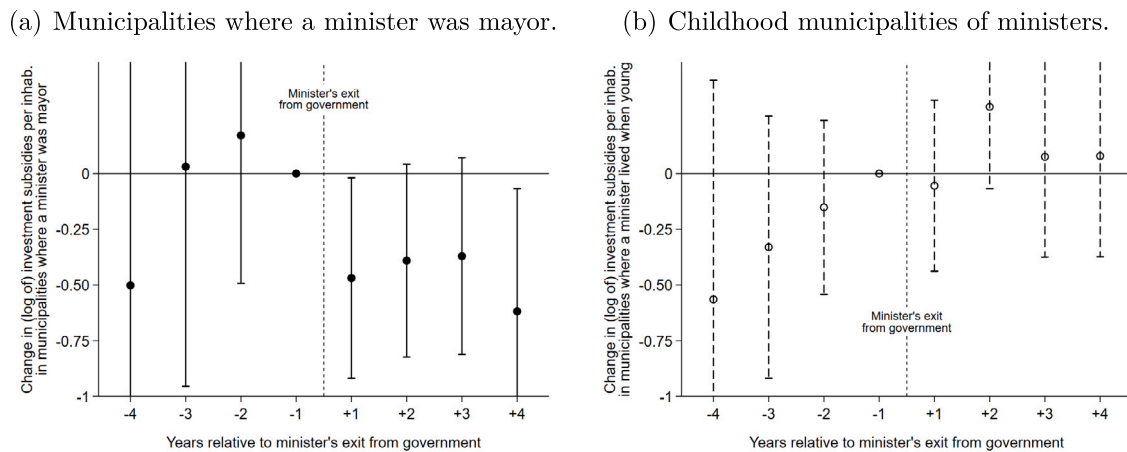 (a) Municipalities where a minister was mayor.
Change in (log of) investment subsidies per inhab.
in municipalities where a minister was mayor
Minister's exit
from government
0
-0.25
-0.50
-0.75
-1
-4 -3 -2 -1 +1 +2 +3 +4
Years relative to minister's exit from government
(b) Childhood municipalities of ministers.
Change in (log of) investment subsidies per inhab.
in municipalities where a minister lived when young
0
-0.25
-0.50
-0.75
-1
Minister's exit
from government
-4 -3 -2 -1 +1 +2 +3 +4
Years relative to minister's exit from government